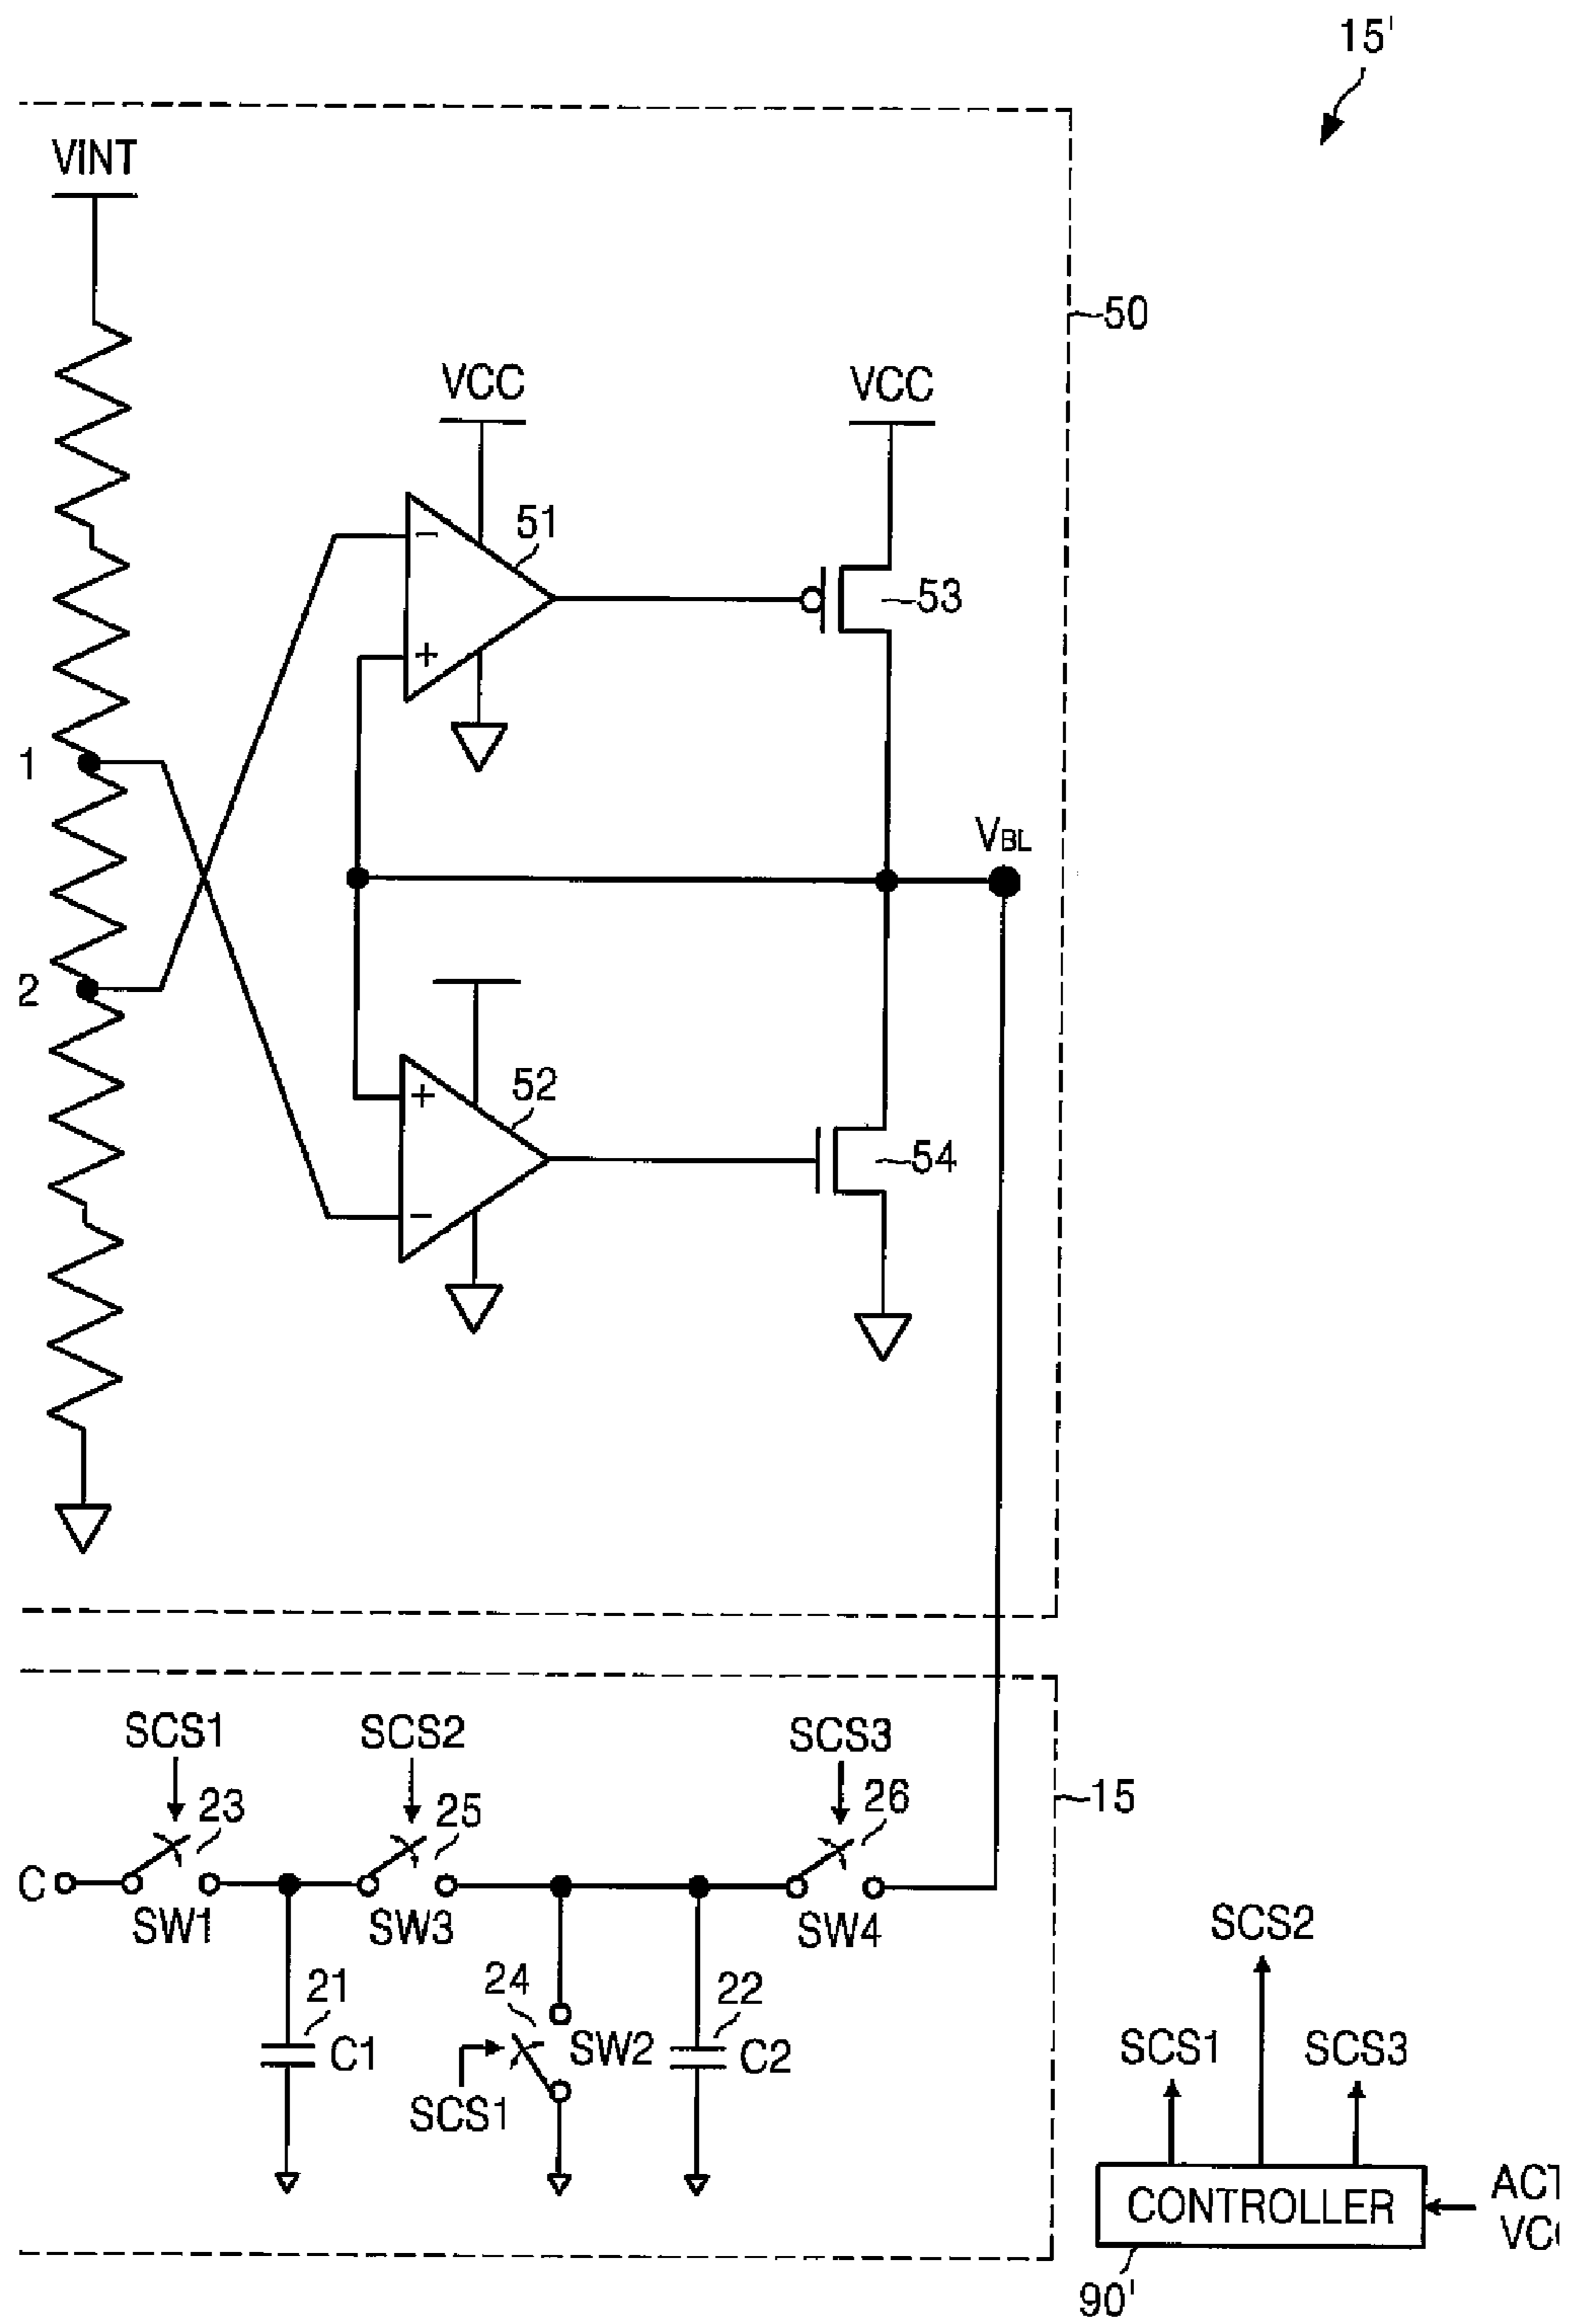 15'
VINT
50
VCC
VCC
-
51
+
53
1
VBL
2
+
52
54
-
SCS1
SCS2
SCS3
23
25
26
15
C
SW1
SW3
SW4
SCS2
21
24
22
C1
SW2
C2
SCS1
SCS1
SCS3
CONTROLLER
90'